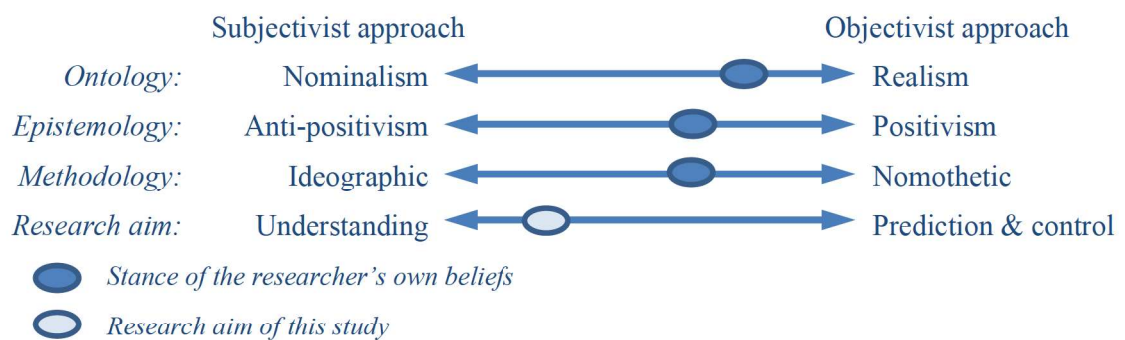 Subjectivist approach Objectivist approach
Ontology: Nominalism Realism
Epistemology: Anti-positivism Positivism
Methodology: Ideographic Nomothetic
Research aim: Understanding Prediction & control
Stance of the researcher's own beliefs
Research aim of this study